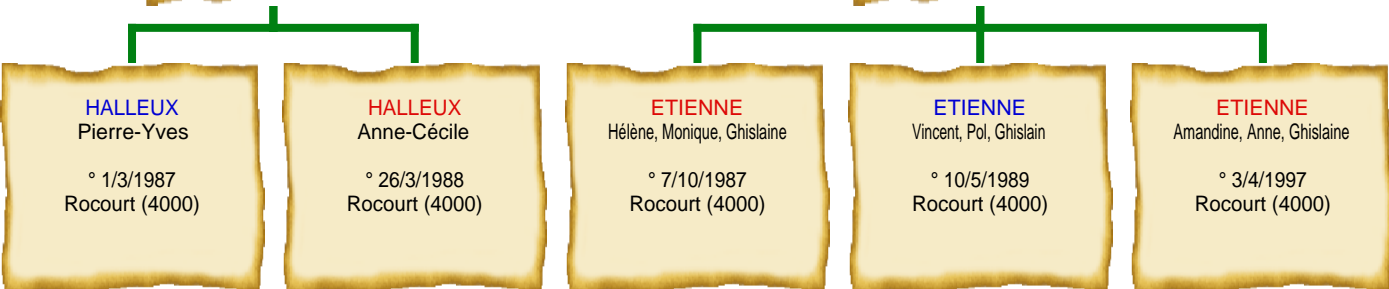 HALLEUX
Pierre-Yves
° 1/3/1987
Rocourt (4000)
HALLEUX
Anne-Cécile
° 26/3/1988
Rocourt (4000)
ETIENNE
Hélène, Monique, Ghislaine
° 7/10/1987
Rocourt (4000)
ETIENNE
Vincent, Pol, Ghislain
° 10/5/1989
Rocourt (4000)
ETIENNE
Amandine, Anne, Ghislaine
° 3/4/1997
Rocourt (4000)